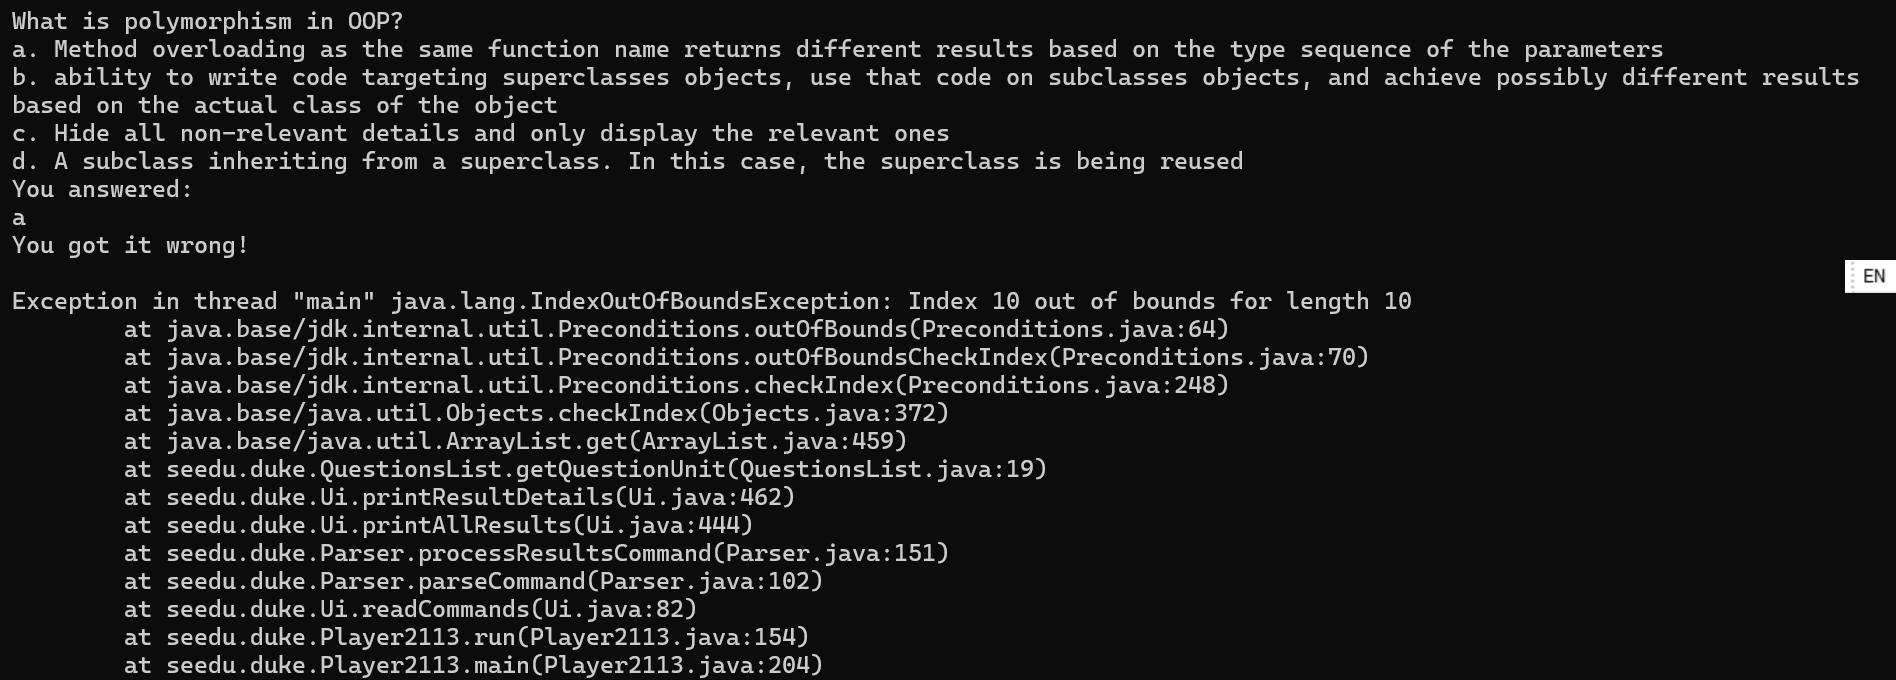 What is polymorphism in OOP?
a. Method overloading as the same function name returns different results based on the type sequence of the parameters
b. ability to write code targeting superclasses objects, use that code on subclasses objects, and achieve possibly different results
based on the actual class of the object
c. Hide all non-relevant details and only display the relevant ones
d. A subclass inheriting from a superclass. In this case, the superclass is being reused
You answered:
a
You got it wrong!
EN
Exception in thread "main" java.lang.IndexOutOfBoundsException: Index 10 out of bounds for length 10
at java.base/jdk.internal.util.Preconditions.outOfBounds(Preconditions.java:64)
at java.base/jdk.internal.util.Preconditions.outOfBoundsCheckIndex(Preconditions.java:70)
at java.base/jdk.internal.util.Preconditions.checkIndex(Preconditions.java:248)
at java.base/java.util.Objects.checkIndex(Objects.java:372)
at java.base/java.util.ArrayList.get(ArrayList.java:459)
at seedu.duke.QuestionsList.getQuestionUnit(QuestionsList.java:19)
at seedu.duke.Ui.printResultDetails(Ui.java:462)
at seedu.duke.Ui.printAllResults(Ui.java:444)
at seedu.duke.Parser.processResultsCommand(Parser.java:151)
at seedu.duke.Parser.parseCommand(Parser.java:102)
at seedu.duke.Ui.readCommands(Ui.java:82)
at seedu.duke.Player2113.run(Player2113.java:154)
at seedu.duke.Player2113.main(Player2113.java:204)